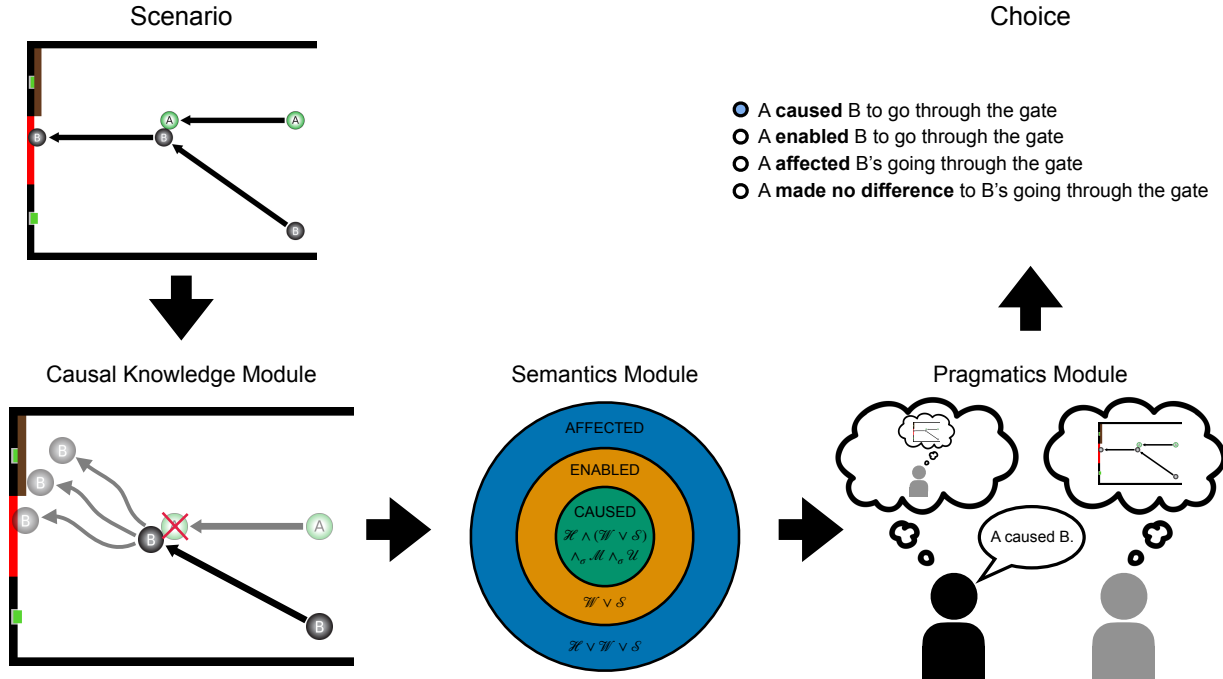 Scenario
Choice
A
A
B
B
B
A caused B to go through the gate
A enabled B to go through the gate
A affected B's going through the gate
A made no difference to B's going through the gate
Causal Knowledge Module
Semantics Module
Pragmatics Module
B
B
B
B
A
A
B
AFFECTED
ENABLED
CAUSED
ℋ ∧ (𝒲 ∨ 𝒮)
∧σ ℳ ∧σ 𝒰
𝒲 ∨ 𝒮
ℋ ∨ 𝒲 ∨ 𝒮
A caused B.